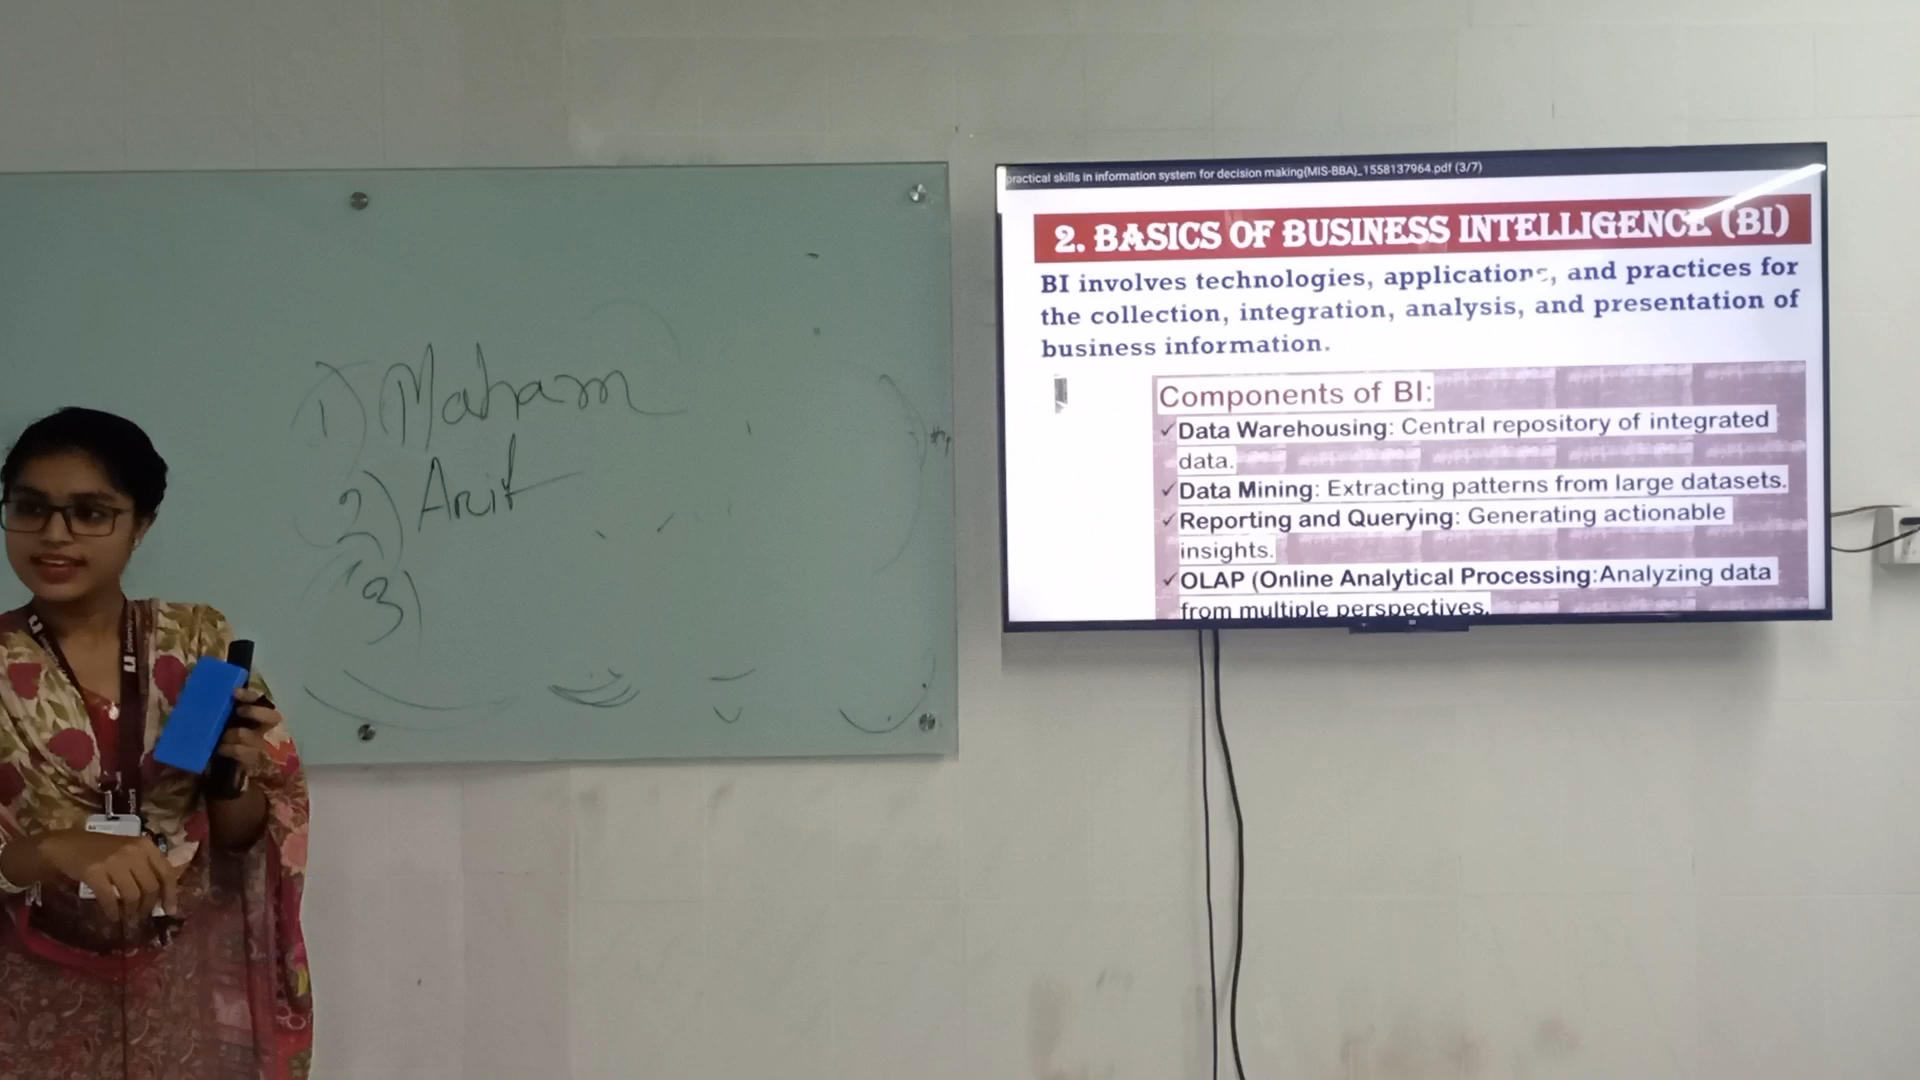 1) Maham
2) Arif
3)
practical skills in information system for decision making(MIS-BBA)_1558137964.pdf (3/7)
2. BASICS OF BUSINESS INTELLIGENCE (BI)
BI involves technologies, applications, and practices for
the collection, integration, analysis, and presentation of
business information.
Components of BI:
✓Data Warehousing: Central repository of integrated
data.
✓Data Mining: Extracting patterns from large datasets.
✓Reporting and Querying: Generating actionable
insights.
✓OLAP (Online Analytical Processing:Analyzing data
from multiple perspectives.